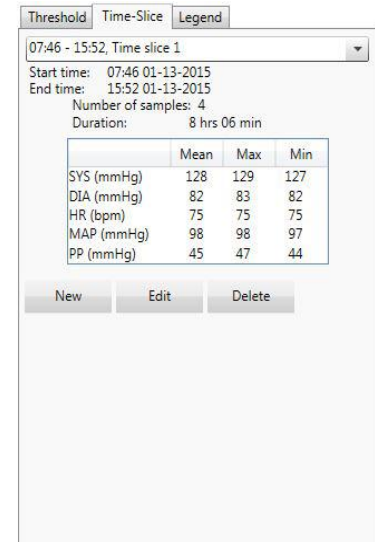 Threshold Time-Slice Legend
07:46 - 15:52, Time slice 1
Start time: 07:46 01-13-2015
End time: 15:52 01-13-2015
Number of samples: 4
Duration: 8 hrs 06 min
Mean Max Min
SYS (mmHg) 128 129 127
DIA (mmHg) 82 83 82
HR (bpm) 75 75 75
MAP (mmHg) 98 98 97
PP (mmHg) 45 47 44
New Edit Delete